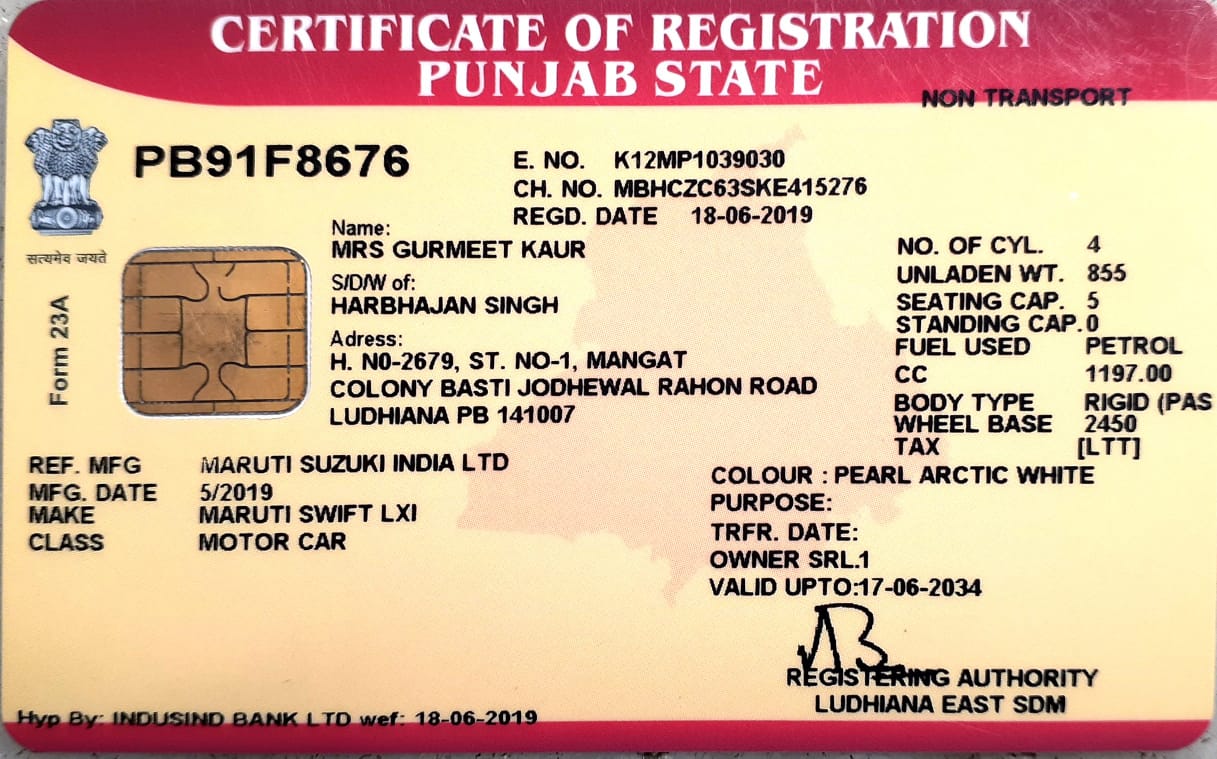 CERTIFICATE OF REGISTRATION
PUNJAB STATE
NON TRANSPORT
PB91F8676
E. NO. K12MP1039030
CH. NO. MBHCZC63SKE415276
REGD. DATE 18-06-2019
सत्यमेव जयते
Form 23A
Name:
MRS GURMEET KAUR
S/D/W of:
HARBHAJAN SINGH
Adress:
H. N0-2679, ST. NO-1, MANGAT
COLONY BASTI JODHEWAL RAHON ROAD
LUDHIANA PB 141007
NO. OF CYL. 4
UNLADEN WT. 855
SEATING CAP. 5
STANDING CAP. 0
FUEL USED PETROL
CC 1197.00
BODY TYPE RIGID (PAS
WHEEL BASE 2450
TAX [LTT]
REF. MFG MARUTI SUZUKI INDIA LTD
MFG. DATE 5/2019
MAKE MARUTI SWIFT LXI
CLASS MOTOR CAR
COLOUR : PEARL ARCTIC WHITE
PURPOSE:
TRFR. DATE:
OWNER SRL.1
VALID UPTO:17-06-2034
REGISTERING AUTHORITY
LUDHIANA EAST SDM
Hyp By: INDUSIND BANK LTD wef: 18-06-2019